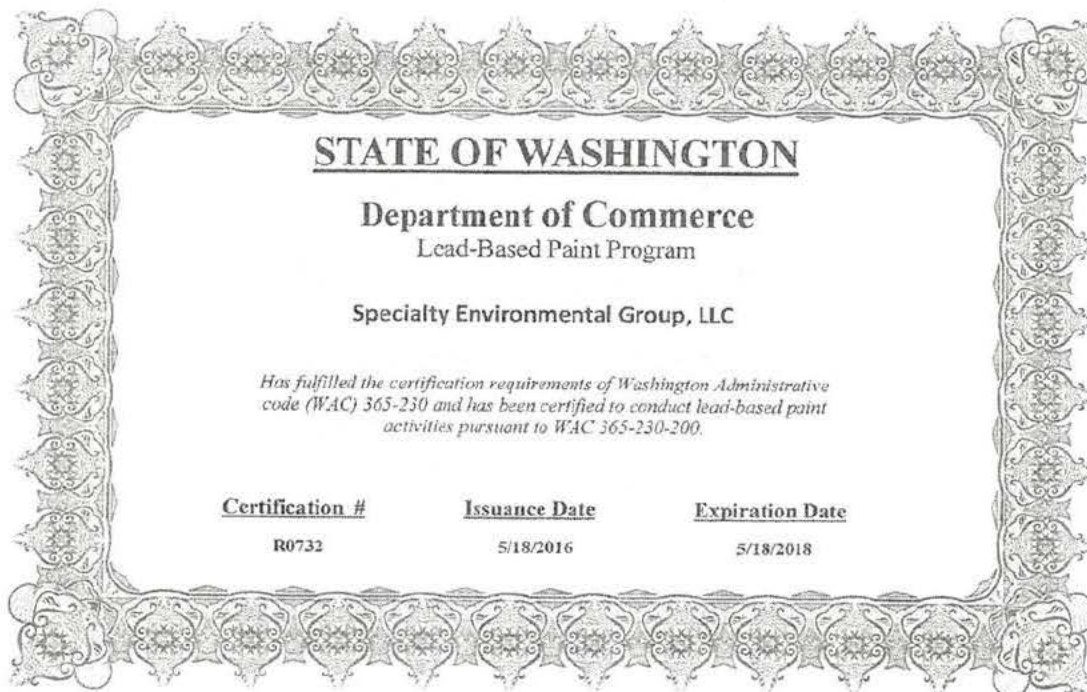 STATE OF WASHINGTON
Department of Commerce
Lead-Based Paint Program
Specialty Environmental Group, LLC
Has fulfilled the certification requirements of Washington Administrative
code (WAC) 365-230 and has been certified to conduct lead-based paint
activities pursuant to WAC 365-230-200.
Certification # Issuance Date Expiration Date
R0732 5/18/2016 5/18/2018